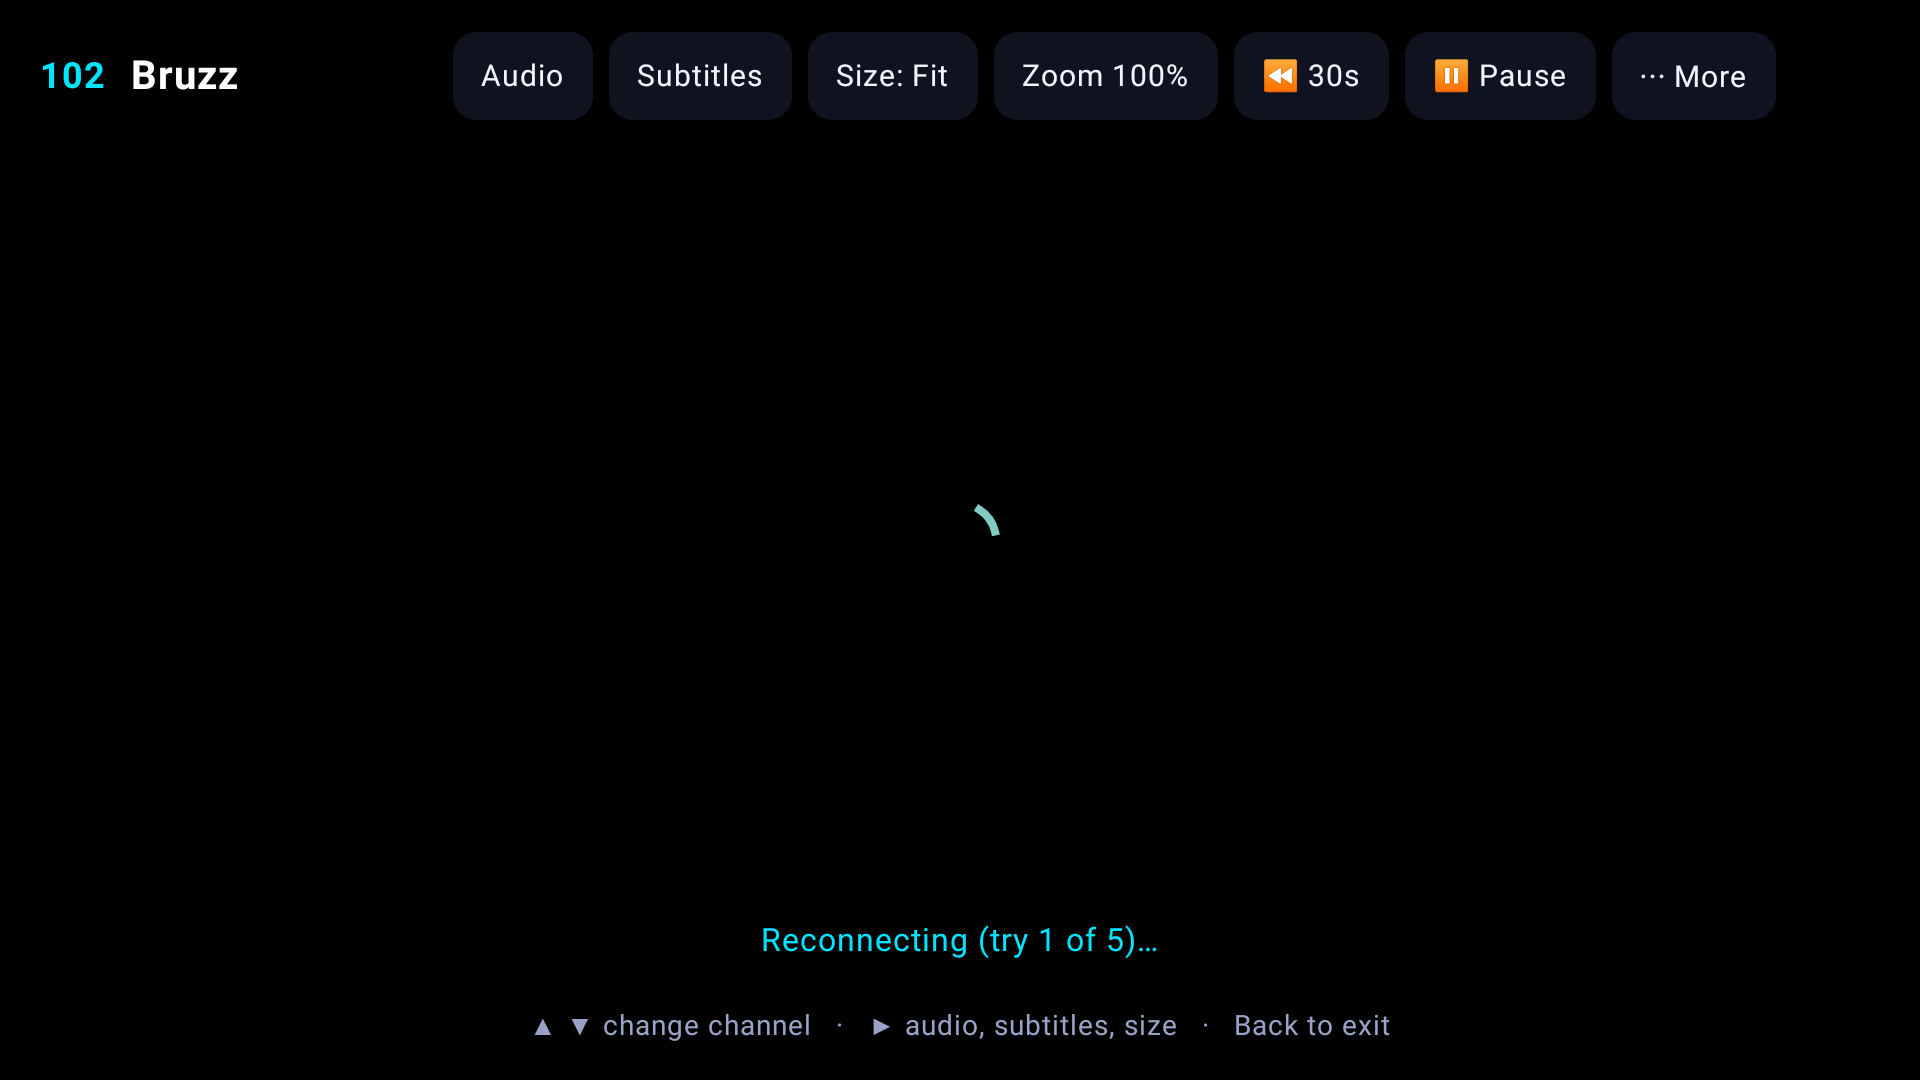 102 Bruzz Audio Subtitles Size: Fit Zoom 100% ⏪ 30s ⏸ Pause ··· More
Reconnecting (try 1 of 5)…
▲ ▼ change channel · ► audio, subtitles, size · Back to exit